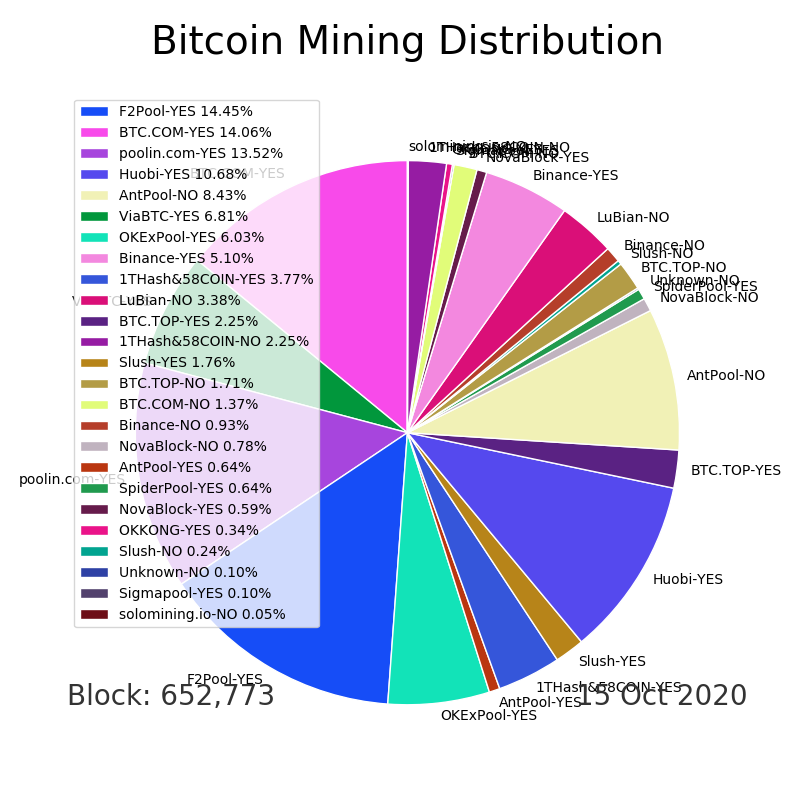 Bitcoin Mining Distribution
F2Pool-YES 14.45%
BTC.COM-YES 14.06%
poolin.com-YES 13.52%
Huobi-YES 10.68%
AntPool-NO 8.43%
ViaBTC-YES 6.81%
OKExPool-YES 6.03%
Binance-YES 5.10%
1THash&58COIN-YES 3.77%
LuBian-NO 3.38%
BTC.TOP-YES 2.25%
1THash&58COIN-NO 2.25%
Slush-YES 1.76%
BTC.TOP-NO 1.71%
BTC.COM-NO 1.37%
Binance-NO 0.93%
NovaBlock-NO 0.78%
AntPool-YES 0.64%
SpiderPool-YES 0.64%
NovaBlock-YES 0.59%
OKKONG-YES 0.34%
Slush-NO 0.24%
Unknown-NO 0.10%
Sigmapool-YES 0.10%
solomining.io-NO 0.05%
solomining.io-NO
1THash&58COIN-NO
NovaBlock-YES
Binance-YES
LuBian-NO
Binance-NO
Slush-NO
BTC.TOP-NO
Unknown-NO
SpiderPool-YES
NovaBlock-NO
AntPool-NO
BTC.TOP-YES
Huobi-YES
Slush-YES
1THash&58COIN-YES
AntPool-YES
OKExPool-YES
F2Pool-YES
poolin.com-YES
Block: 652,773
15 Oct 2020